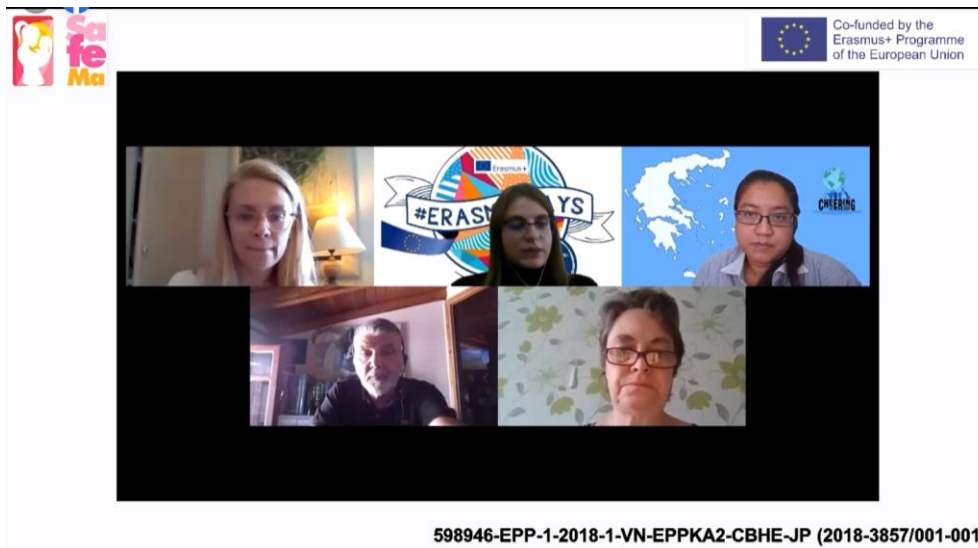 Sa
fe
Ma
Co-funded by the
Erasmus+ Programme
of the European Union
Erasmus+
#ERASM YS
CHEERING
598946-EPP-1-2018-1-VN-EPPKA2-CBHE-JP (2018-3857/001-001